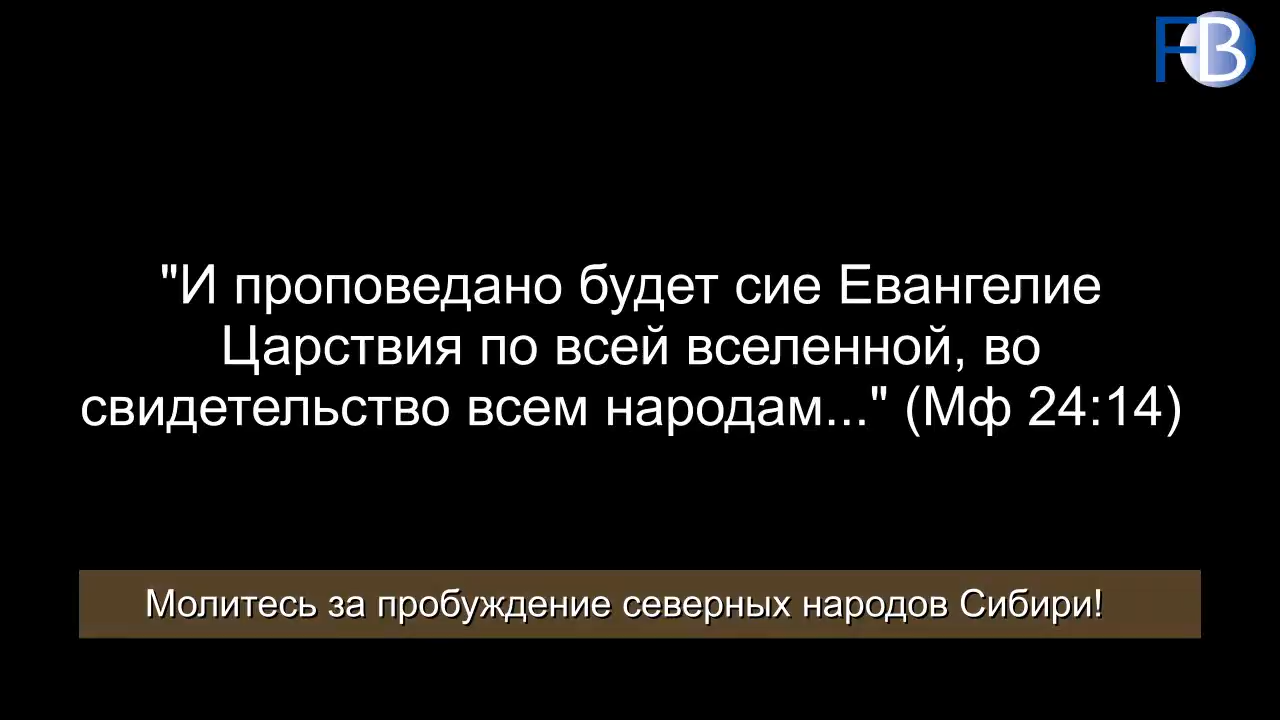 FB
"И проповедано будет сие Евангелие
Царствия по всей вселенной, во
свидетельство всем народам..." (Мф 24:14)
Молитесь за пробуждение северных народов Сибири!